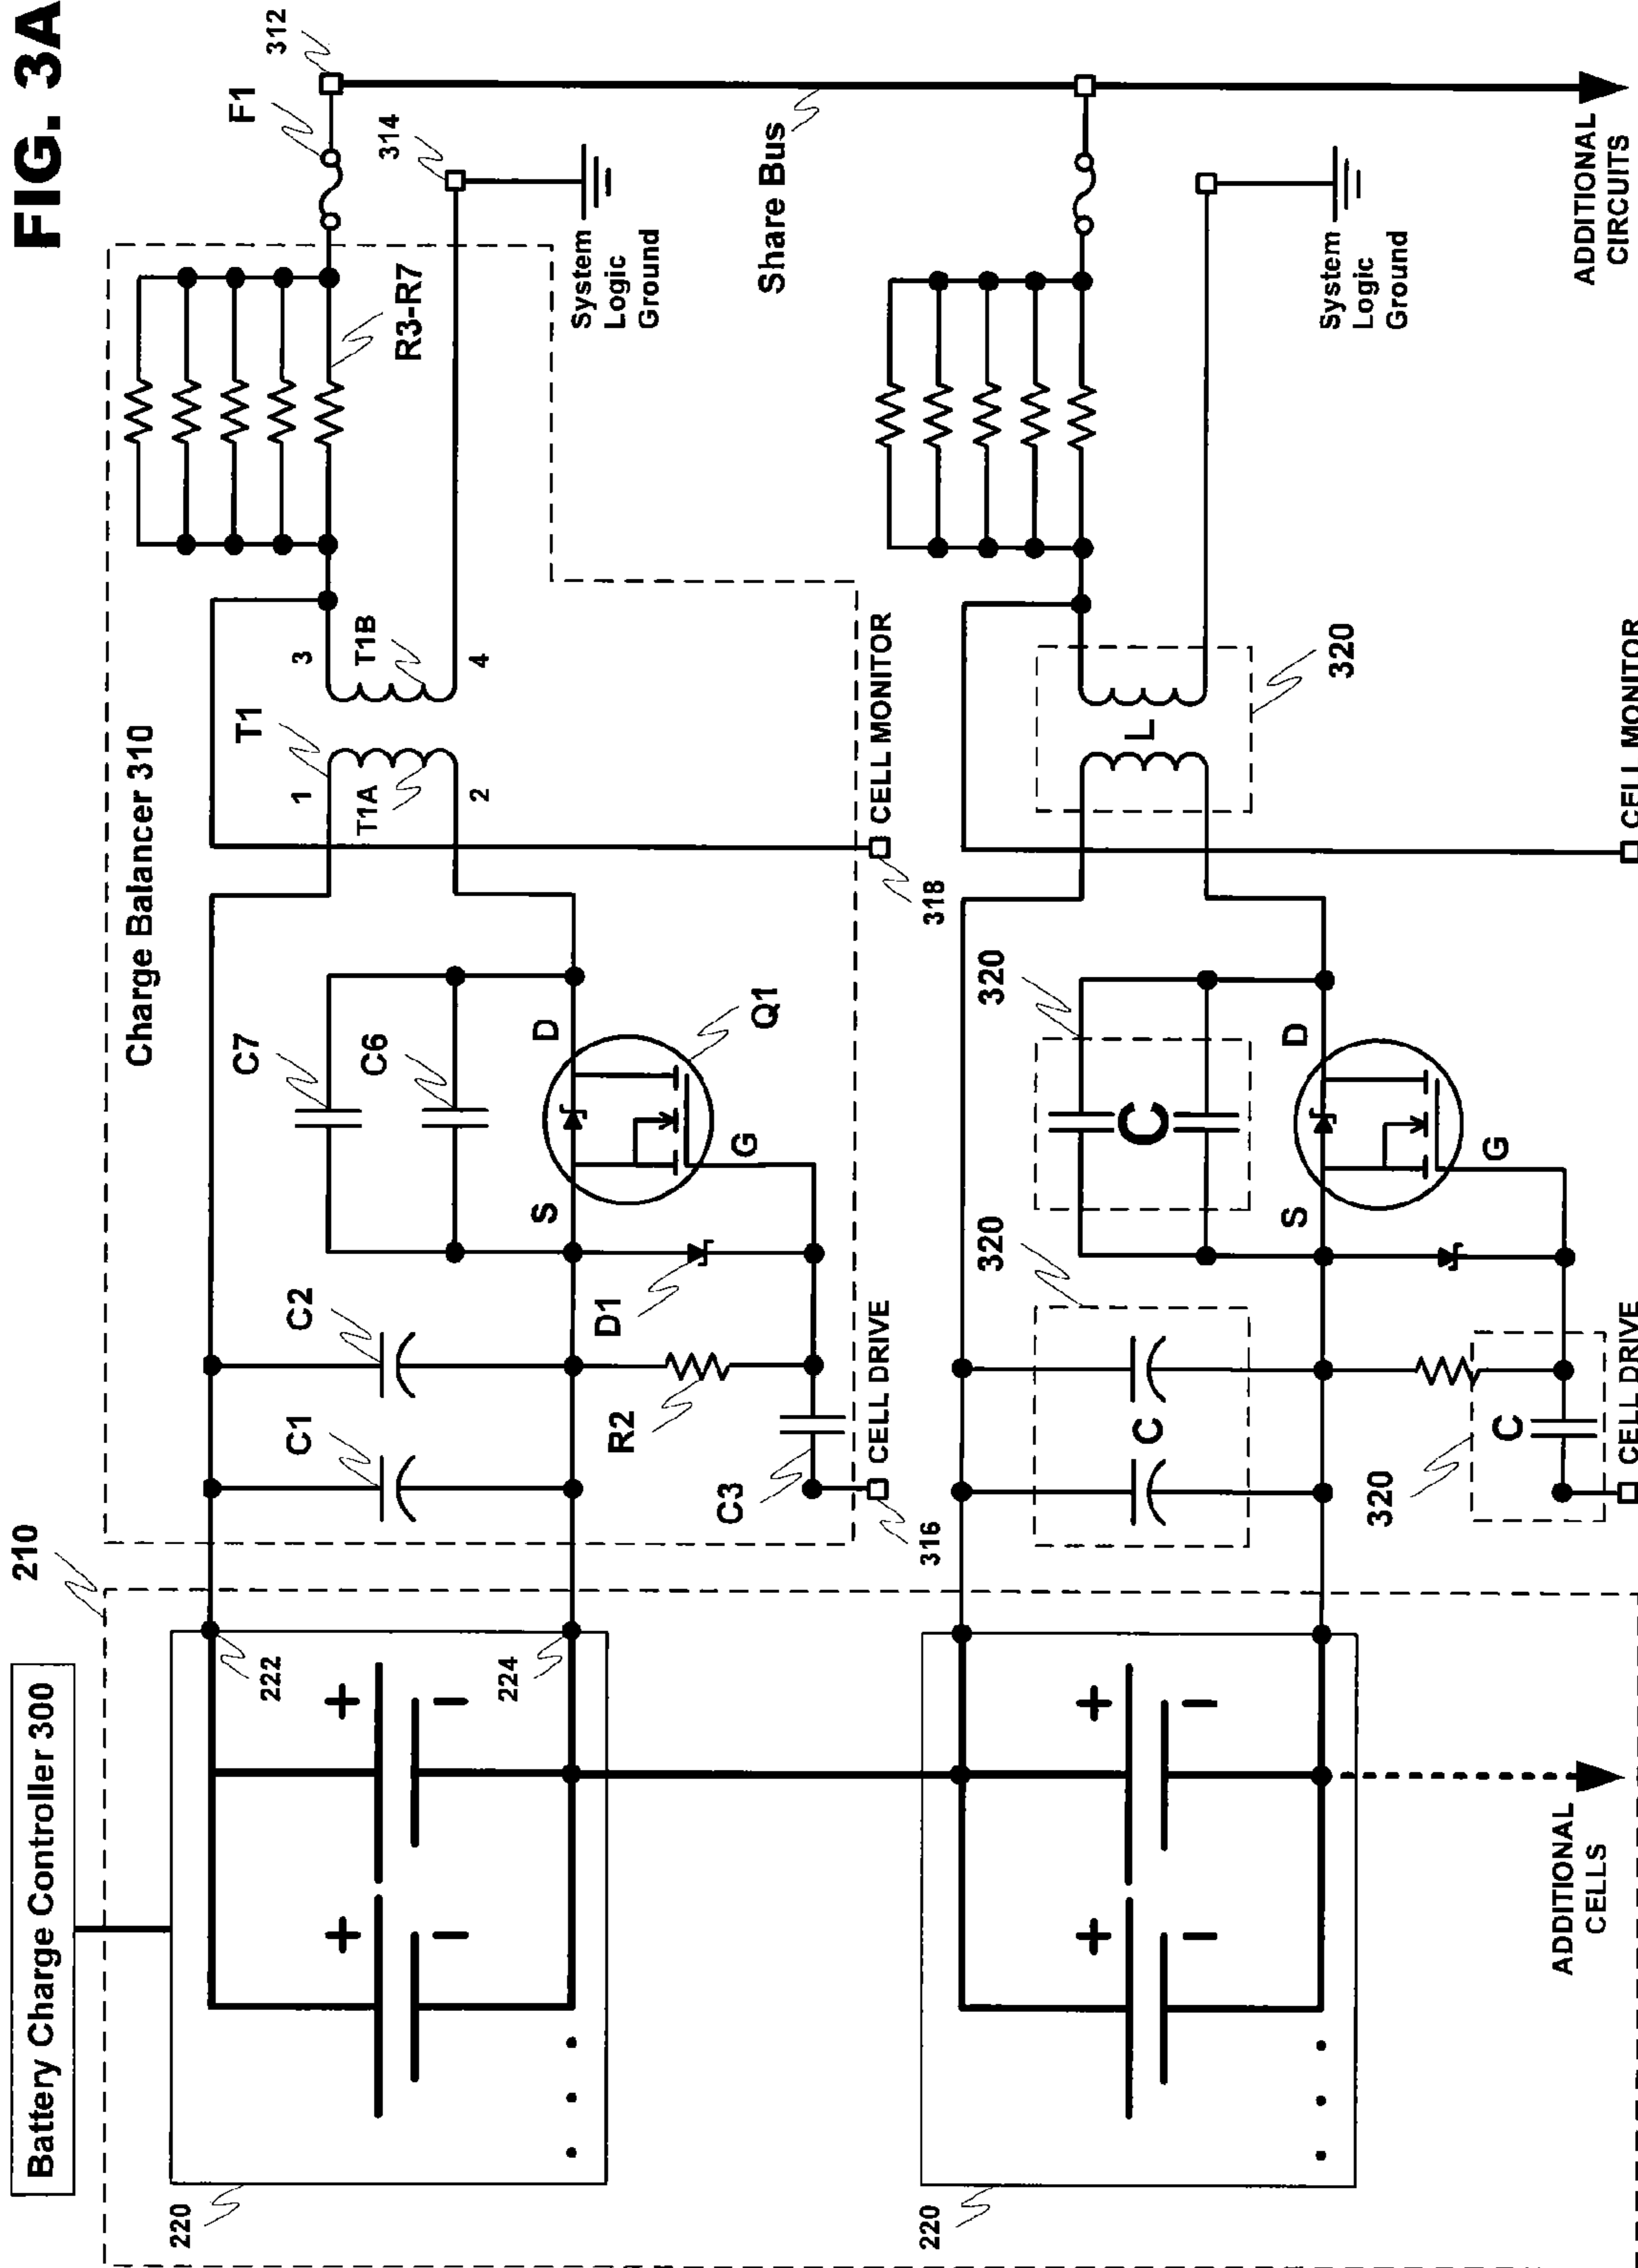 FIG. 3A
Battery Charge Controller 300
210
Charge Balancer 310
220
222
224
+
−
+
−
C1
C2
C7
C6
D
S
G
Q1
D1
R2
C3
316
CELL DRIVE
T1
1
T1A
2
3
T1B
4
R3-R7
F1
312
314
System
Logic
Ground
318
CELL MONITOR
Share Bus
220
+
−
+
−
320
C
320
C
D
S
G
320
C
CELL DRIVE
L
320
CELL MONITOR
System
Logic
Ground
ADDITIONAL
CELLS
ADDITIONAL
CIRCUITS